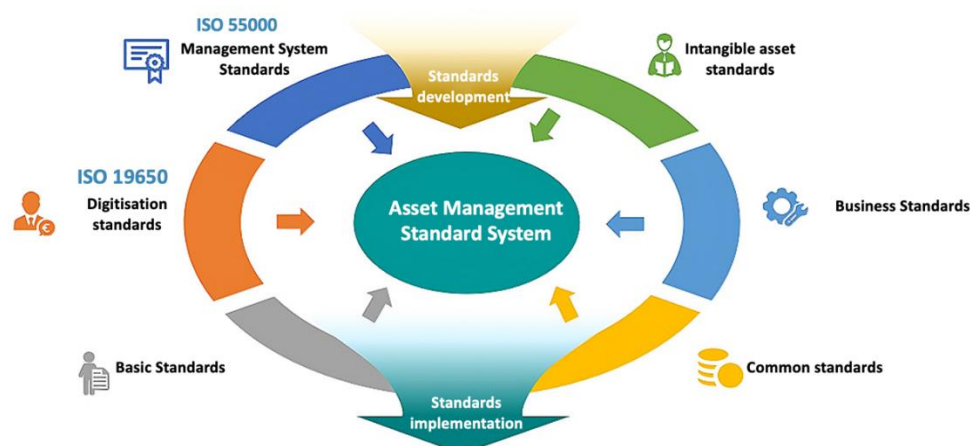 ISO 55000
Management System
Standards
Standards
development
Intangible asset
standards
ISO 19650
Digitisation
standards
Asset Management
Standard System
Business Standards
Basic Standards
Common standards
Standards
implementation
€